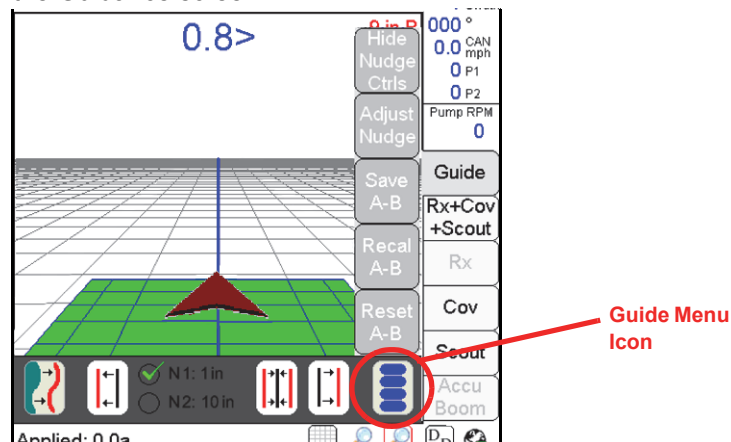 0.8>
000 °
0.0 CAN
mph
0 P1
0 P2
Pump RPM
0
Hide
Nudge
Ctrls
Adjust
Nudge
Save
A-B
Recal
A-B
Reset
A-B
Guide
Rx+Cov
+Scout
Rx
Cov
Scout
Accu
Boom
Guide Menu
Icon
N1: 1 in
N2: 10 in
Applied: 0.0a